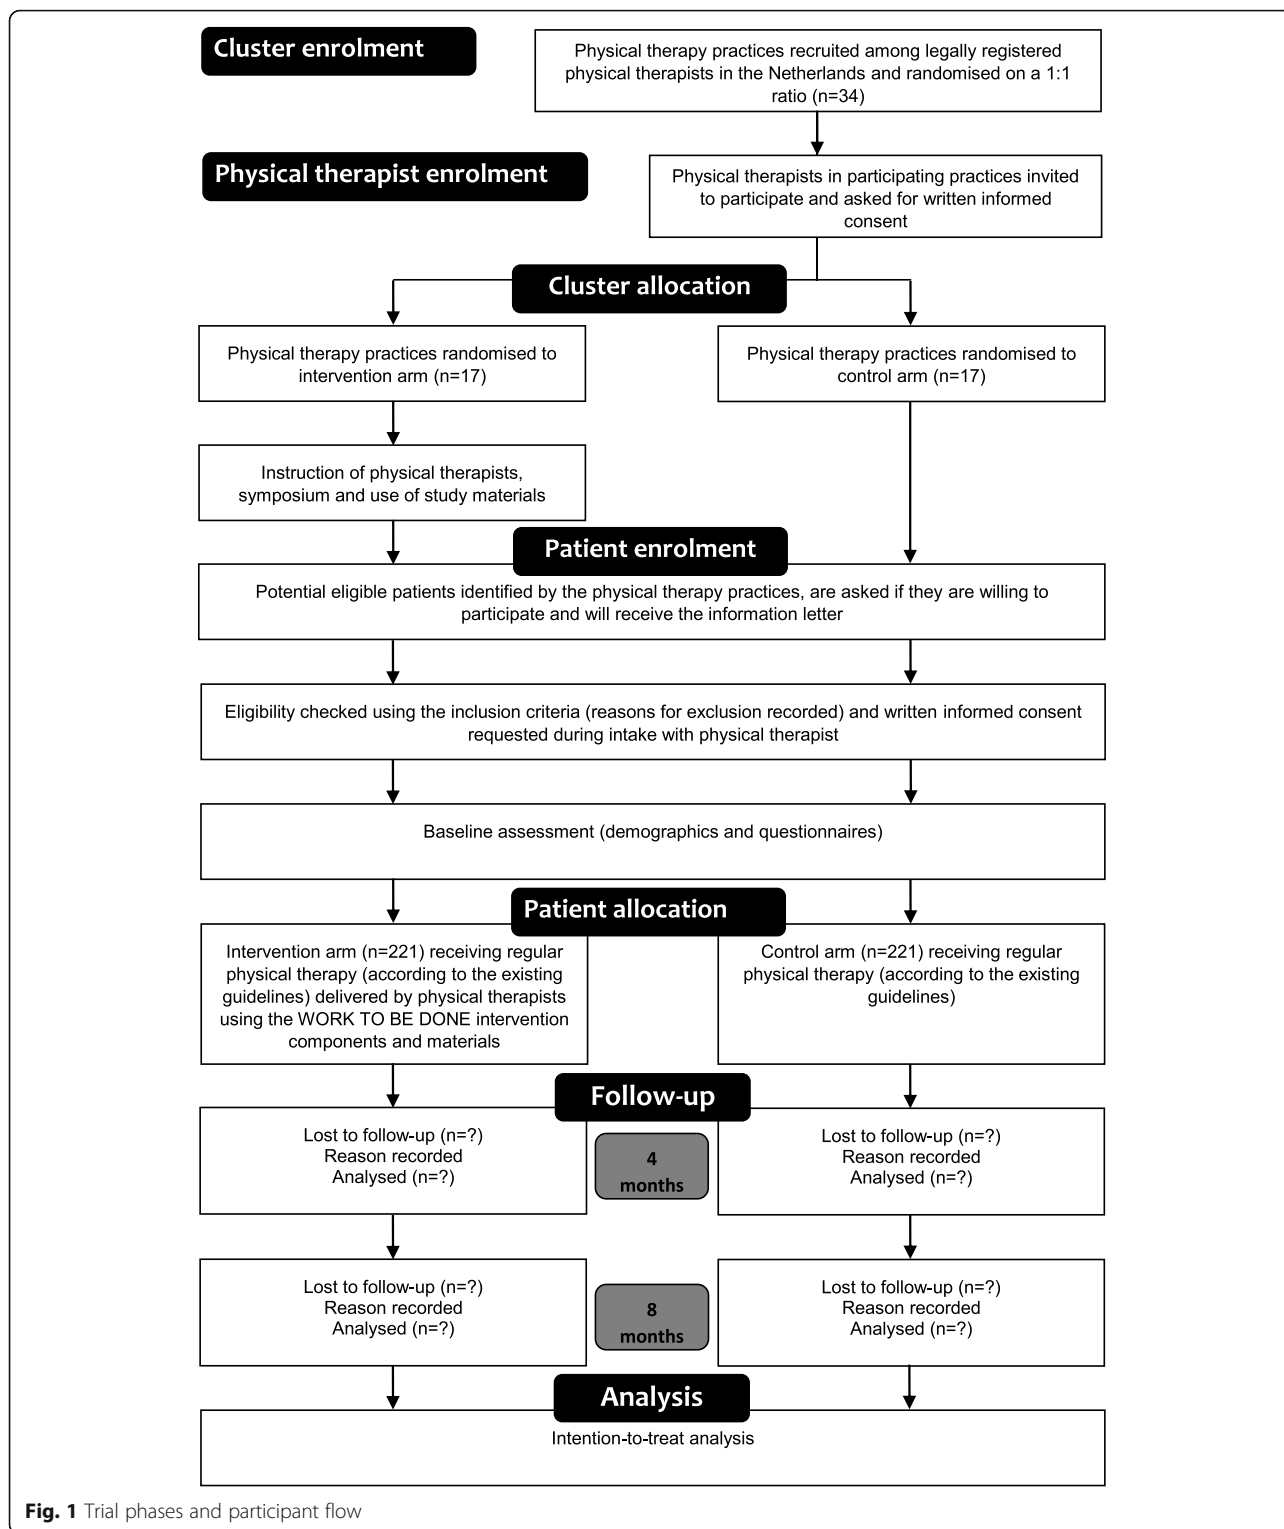 Cluster enrolment
Physical therapy practices recruited among legally registered
physical therapists in the Netherlands and randomised on a 1:1
ratio (n=34)
Physical therapist enrolment
Physical therapists in participating practices invited
to participate and asked for written informed
consent
Cluster allocation
Physical therapy practices randomised to
intervention arm (n=17)
Physical therapy practices randomised to
control arm (n=17)
Instruction of physical therapists,
symposium and use of study materials
Patient enrolment
Potential eligible patients identified by the physical therapy practices, are asked if they are willing to
participate and will receive the information letter
Eligibility checked using the inclusion criteria (reasons for exclusion recorded) and written informed consent
requested during intake with physical therapist
Baseline assessment (demographics and questionnaires)
Patient allocation
Intervention arm (n=221) receiving regular
physical therapy (according to the existing
guidelines) delivered by physical therapists
using the WORK TO BE DONE intervention
components and materials
Control arm (n=221) receiving regular
physical therapy (according to the existing
guidelines)
Follow-up
Lost to follow-up (n=?)
Reason recorded
Analysed (n=?)
4
months
Lost to follow-up (n=?)
Reason recorded
Analysed (n=?)
Lost to follow-up (n=?)
Reason recorded
Analysed (n=?)
8
months
Lost to follow-up (n=?)
Reason recorded
Analysed (n=?)
Analysis
Intention-to-treat analysis
Fig. 1 Trial phases and participant flow